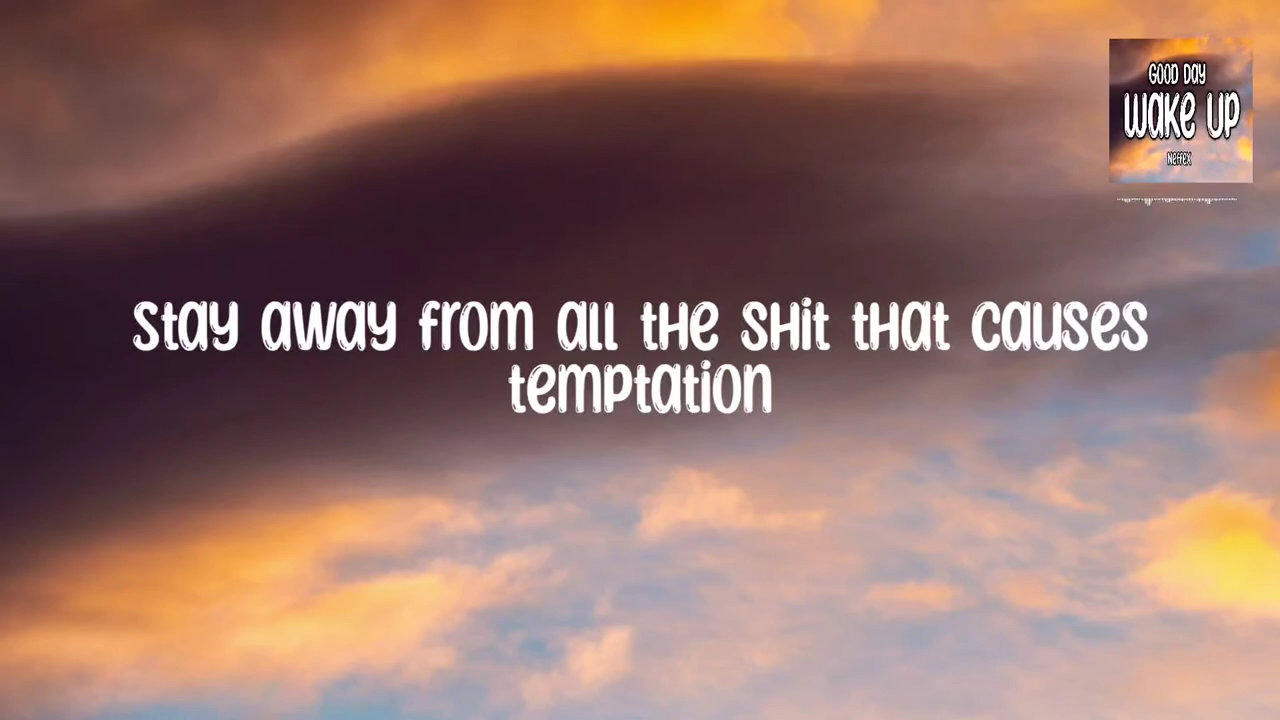 GOOD DAY
WAKE UP
NEFFEX
Stay away from all the shit that causes
temptation